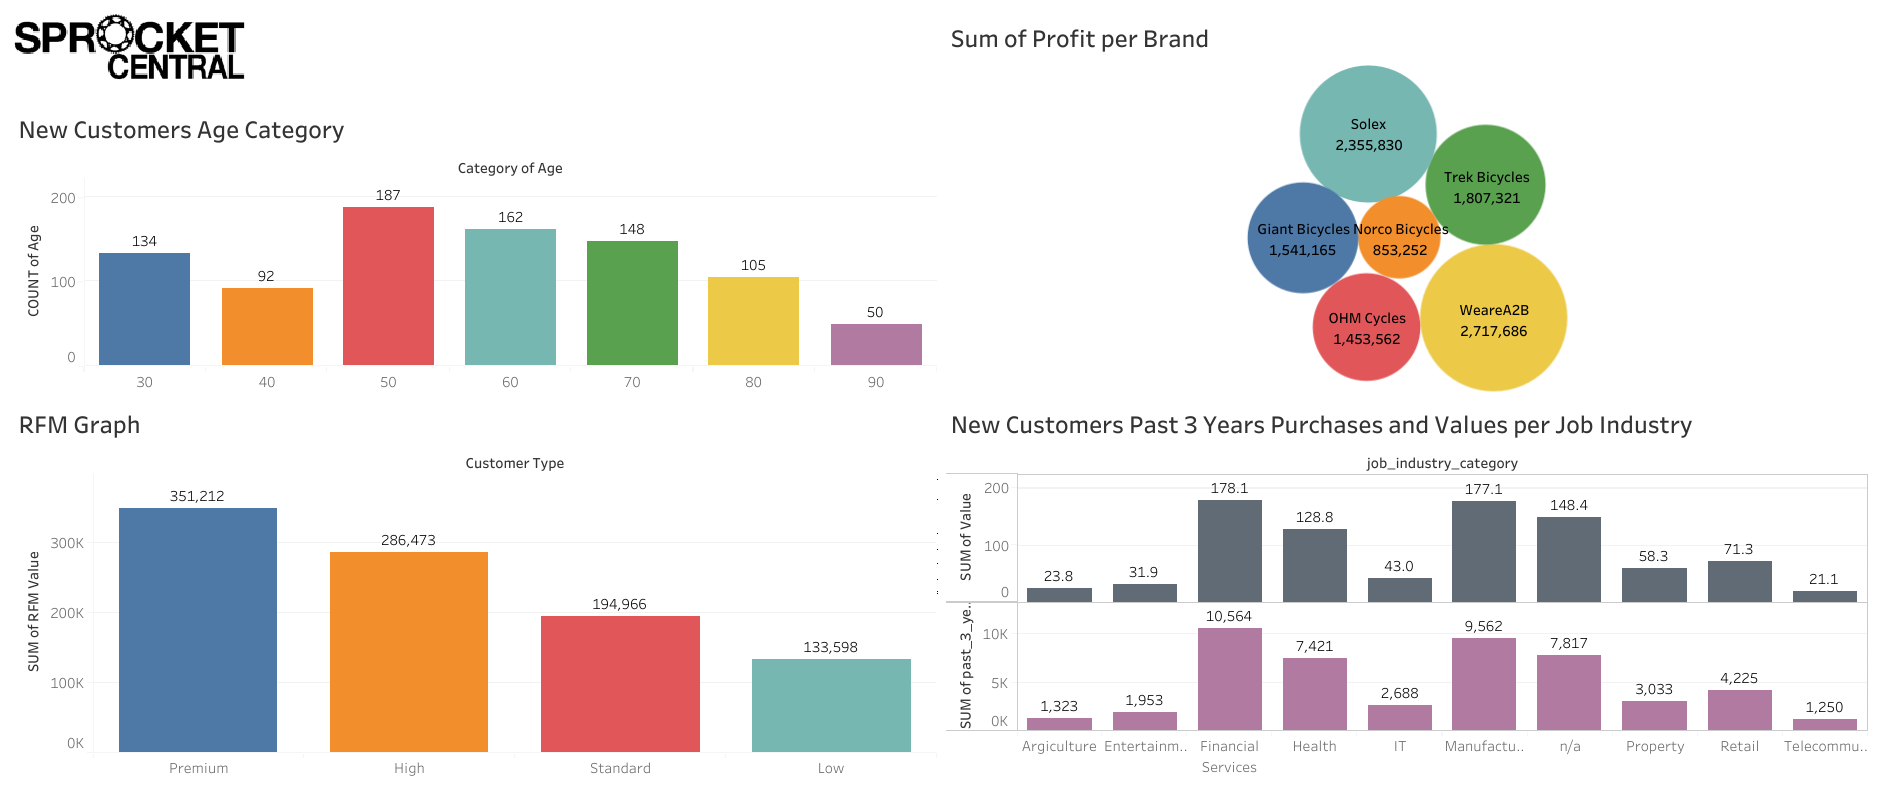 SPROCKET
CENTRAL
New Customers Age Category
Category of Age
COUNT of Age
200
100
0
134
92
187
162
148
105
50
30
40
50
60
70
80
90
Sum of Profit per Brand
Solex
2,355,830
Trek Bicycles
1,807,321
Giant Bicycles
1,541,165
Norco Bicycles
853,252
OHM Cycles
1,453,562
WeareA2B
2,717,686
RFM Graph
Customer Type
SUM of RFM Value
300K
200K
100K
0K
351,212
286,473
194,966
133,598
Premium
High
Standard
Low
New Customers Past 3 Years Purchases and Values per Job Industry
job_industry_category
SUM of Value
200
100
0
178.1
177.1
148.4
128.8
71.3
58.3
43.0
31.9
23.8
21.1
SUM of past_3_ye..
10K
5K
0K
1,323
1,953
10,564
7,421
2,688
9,562
7,817
3,033
4,225
1,250
Argiculture
Entertainm..
Financial
Services
Health
IT
Manufactu..
n/a
Property
Retail
Telecommu..